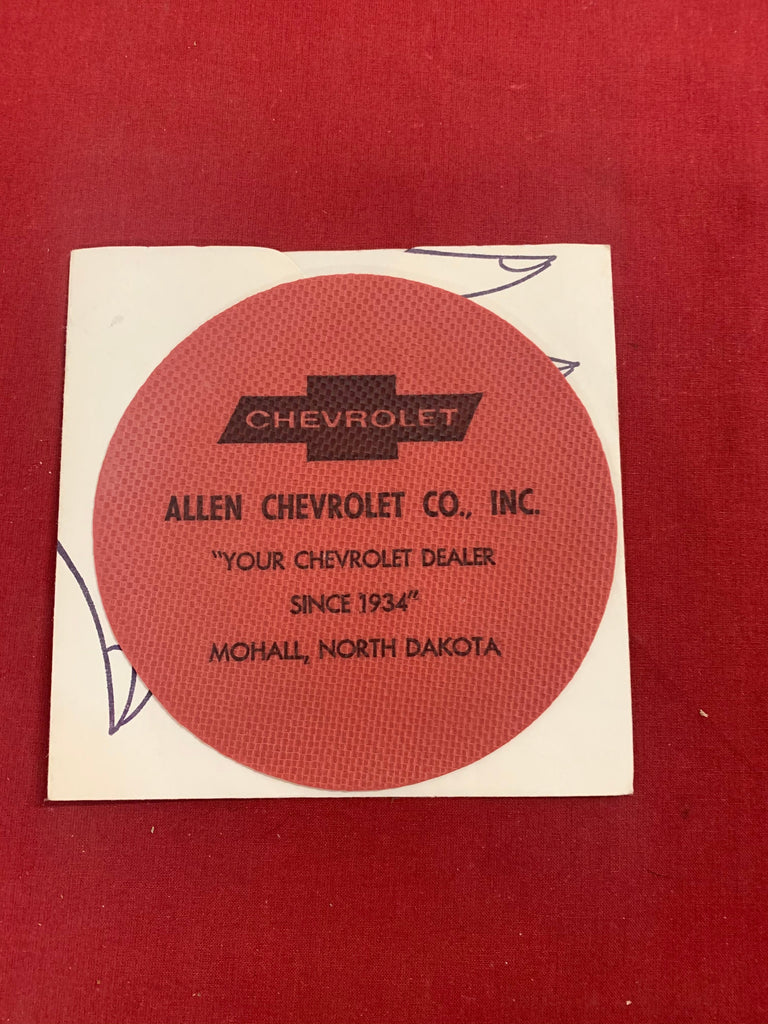 CHEVROLET
ALLEN CHEVROLET CO., INC.
"YOUR CHEVROLET DEALER
SINCE 1934"
MOHALL, NORTH DAKOTA